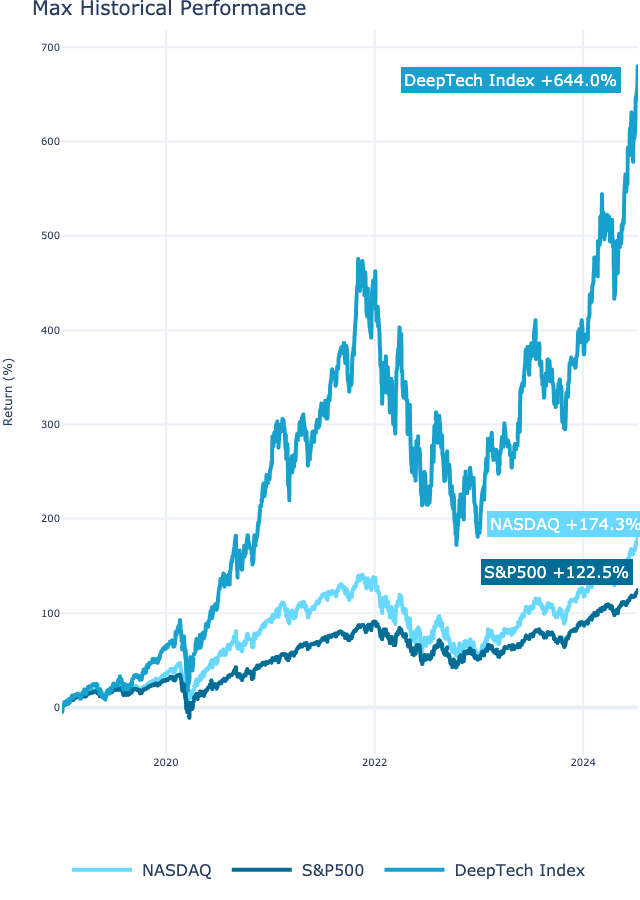 Max Historical Performance
700
DeepTech Index +644.0%
600
500
400
Return (%)
300
200
NASDAQ +174.3%
S&P500 +122.5%
100
0
2020 2022 2024
NASDAQ S&P500 DeepTech Index